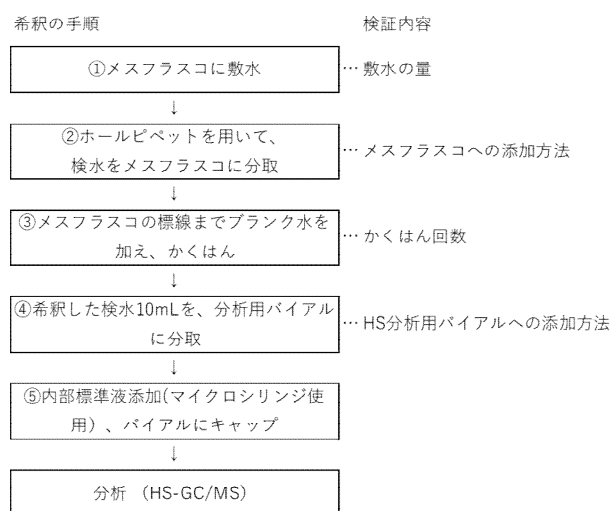 希釈の手順 検証内容
①メスフラスコに敷水 … 敷水の量
↓
②ホールピペットを用いて、
検水をメスフラスコに分取 … メスフラスコへの添加方法
↓
③メスフラスコの標線までブランク水を
加え、かくはん … かくはん回数
↓
④希釈した検水10mLを、分析用バイアル
に分取 … HS分析用バイアルへの添加方法
↓
⑤内部標準液添加(マイクロシリンジ使
用）、バイアルにキャップ
↓
分析 （HS-GC/MS）